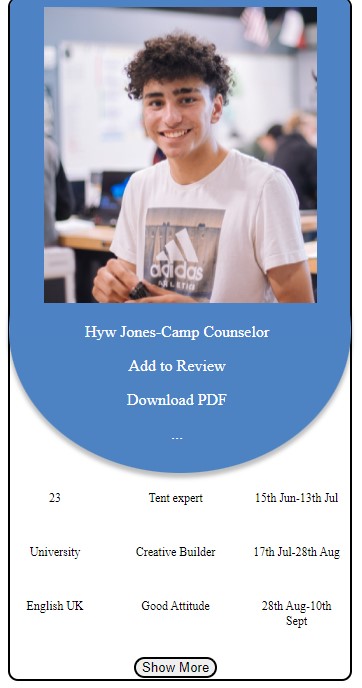 adidas
Hyw Jones-Camp Counselor
Add to Review
Download PDF
...
23 Tent expert 15th Jun-13th Jul
University Creative Builder 17th Jul-28th Aug
English UK Good Attitude 28th Aug-10th
Sept
Show More